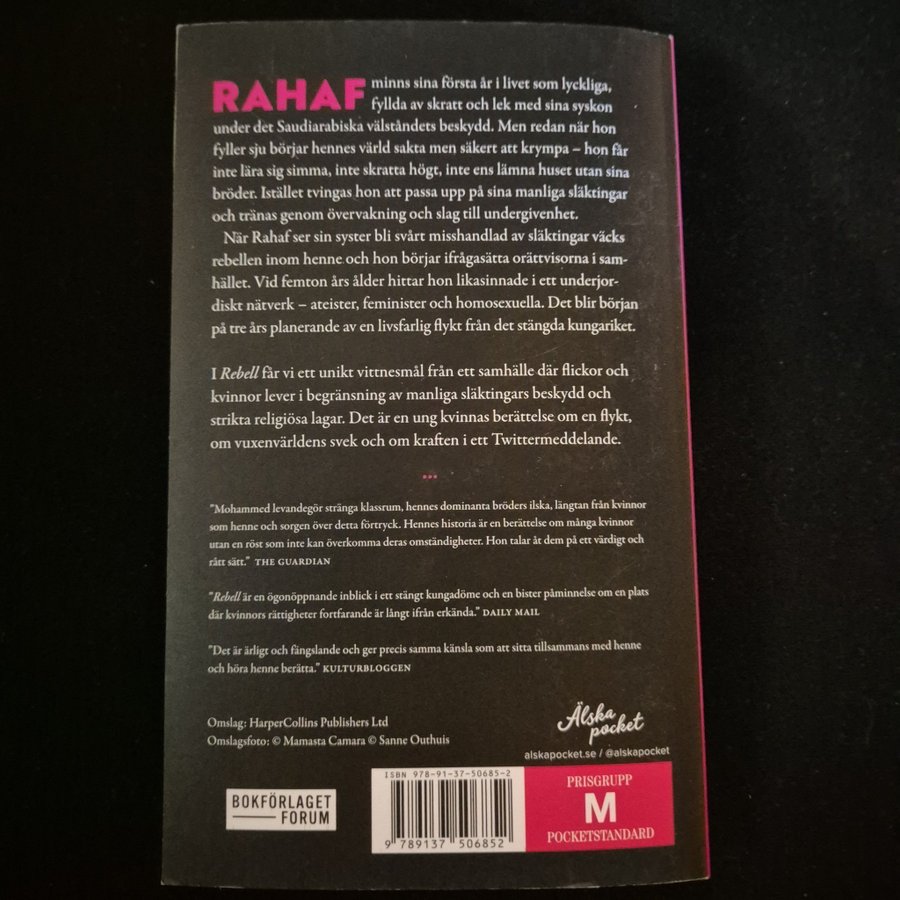 RAHAF minns sina första år i livet som lyckliga,
fyllda av skratt och lek med sina syskon
under det Saudiarabiska välståndets beskydd. Men redan när hon
fyller sju börjar hennes värld sakta men säkert att krympa – hon får
inte lära sig simma, inte skratta högt, inte ens lämna huset utan sina
bröder. Istället tvingas hon att passa upp på sina manliga släktingar
och tränas genom övervakning och slag till undergivenhet.
När Rahaf ser sin syster bli svårt misshandlad av släktingar väcks
rebellen inom henne och hon börjar ifrågasätta orättvisorna i sam-
hället. Vid femton års ålder hittar hon likasinnade i ett underjor-
diskt nätverk – ateister, feminister och homosexuella. Det blir början
på tre års planerande av en livsfarlig flykt från det stängda kungariket.
I Rebell får vi ett unikt vittnesmål från ett samhälle där flickor och
kvinnor lever i begränsning av manliga släktingars beskydd och
strikta religiösa lagar. Det är en ung kvinnas berättelse om en flykt,
om vuxenvärldens svek och om kraften i ett Twittermeddelande.
...
"Mohammed levandegör stränga klassrum, hennes dominanta bröders ilska, längtan från kvinnor
som henne och sorgen över detta förtryck. Hennes historia är en berättelse om många kvinnor
utan en röst som inte kan överkomma deras omständigheter. Hon talar åt dem på ett värdigt och
rått sätt." THE GUARDIAN
"Rebell är en ögonöppnande inblick i ett stängt kungadöme och en bister påminnelse om en plats
där kvinnors rättigheter fortfarande är långt ifrån erkända." DAILY MAIL
"Det är ärligt och fängslande och ger precis samma känsla som att sitta tillsammans med henne
och höra henne berätta." KULTURBLOGGEN
Omslag: HarperCollins Publishers Ltd
Omslagsfoto: © Mamasta Camara © Sanne Outhuis
Älska
pocket
alskapocket.se / @alskapocket
BOKFÖRLAGET
FORUM
ISBN 978-91-37-50685-2
9 789137 506852
PRISGRUPP
M
POCKETSTANDARD